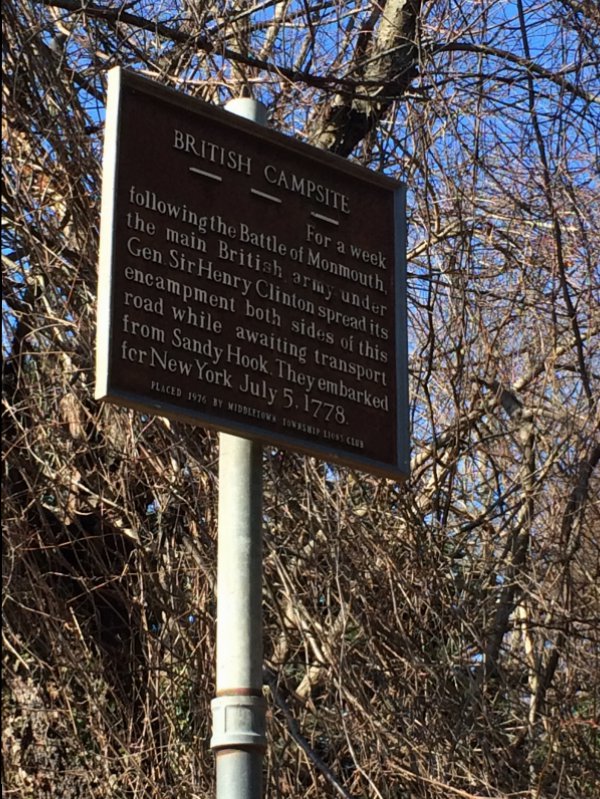 BRITISH CAMPSITE
For a week
following the Battle of Monmouth
the main British army under
Gen. Sir Henry Clinton spread its
encampment both sides of this
road while awaiting transport
from Sandy Hook. They embarked
for New York July 5, 1778.
PLACED 1976 BY MIDDLETOWN TOWNSHIP LIONS CLUB